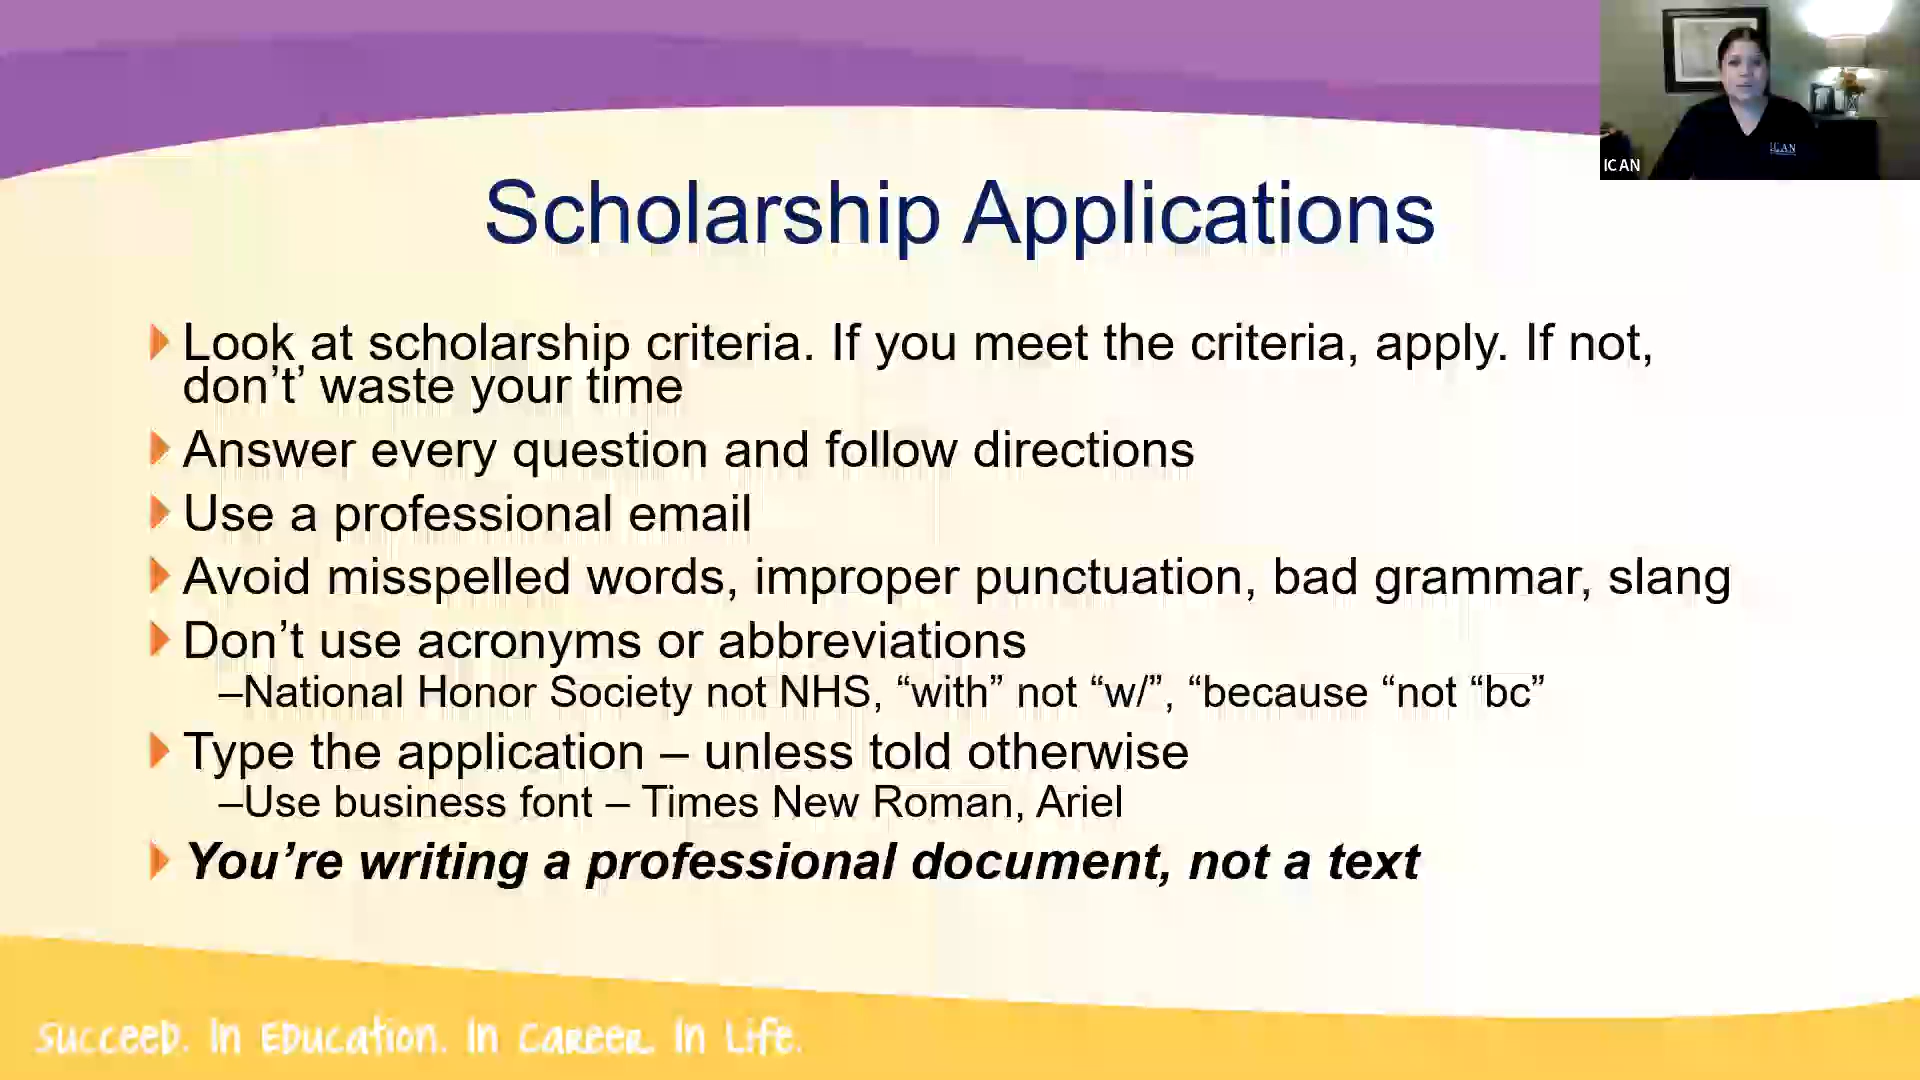 ICAN
ICAN
Scholarship Applications
Look at scholarship criteria. If you meet the criteria, apply. If not,
don’t’ waste your time
Answer every question and follow directions
Use a professional email
Avoid misspelled words, improper punctuation, bad grammar, slang
Don’t use acronyms or abbreviations
–National Honor Society not NHS, “with” not “w/”, “because “not “bc”
Type the application – unless told otherwise
–Use business font – Times New Roman, Ariel
You’re writing a professional document, not a text
Succeed. In Education. In Career. In Life.